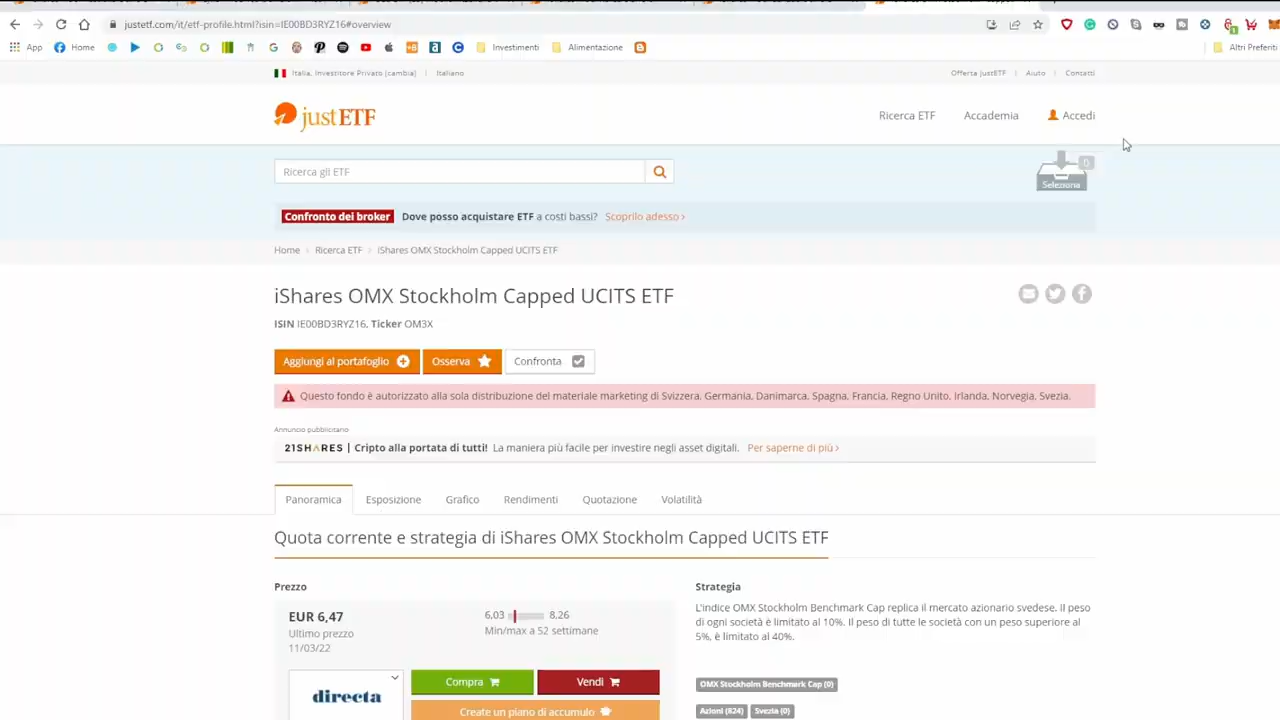 justetf.com/it/etf-profile.html?isin=IE00BD3RYZ16#overview
App Home Investimenti Alimentazione Altri Preferiti
Italia, Investitore Privato (cambia) | Italiano
Offerta justETF | Aiuto | Contatti
justETF
Ricerca ETF Accademia Accedi
Ricerca gli ETF
0
Seleziona
Confronto dei broker Dove posso acquistare ETF a costi bassi? Scoprilo adesso ›
Home › Ricerca ETF › iShares OMX Stockholm Capped UCITS ETF
iShares OMX Stockholm Capped UCITS ETF
ISIN IE00BD3RYZ16, Ticker OM3X
Aggiungi al portafoglio Osserva Confronta
Questo fondo è autorizzato alla sola distribuzione del materiale marketing di Svizzera, Germania, Danimarca, Spagna, Francia, Regno Unito, Irlanda, Norvegia, Svezia.
Annuncio pubblicitario
21SHARES | Cripto alla portata di tutti! La maniera più facile per investire negli asset digitali. Per saperne di più ›
Panoramica Esposizione Grafico Rendimenti Quotazione Volatilità
Quota corrente e strategia di iShares OMX Stockholm Capped UCITS ETF
Prezzo
EUR 6,47
Ultimo prezzo
11/03/22
6,03 8,26
Min/max a 52 settimane
directa
Compra Vendi
Create un piano di accumulo
Strategia
L'indice OMX Stockholm Benchmark Cap replica il mercato azionario svedese. Il peso
di ogni società è limitato al 10%. Il peso di tutte le società con un peso superiore al
5%, è limitato al 40%.
OMX Stockholm Benchmark Cap (0)
Azioni (824) Svezia (0)